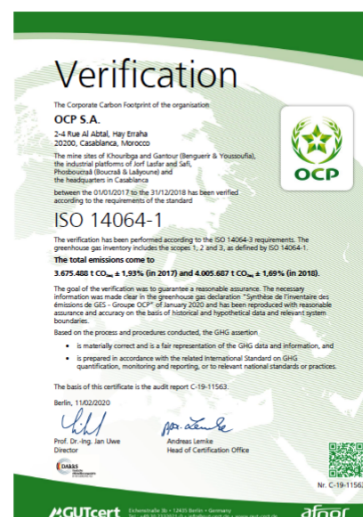 Verification
The Corporate Carbon Footprint of the organisation
OCP S.A.
2-4 Rue Al Abtal, Hay Erraha
20200, Casablanca, Morocco
The mine sites of Khouribga and Gantour (Benguerir & Youssoufia),
the industrial platforms of Jorf Lasfar and Safi,
Phosboucraâ (Boucraâ & Laâyoune) and
the headquarters in Casablanca
between the 01/01/2017 to the 31/12/2018 has been verified
according to the requirements of the standard
OCP
ISO 14064-1
The verification has been performed according to the ISO 14064-3 requirements. The
greenhouse gas inventory includes the scopes 1, 2 and 3, as defined by ISO 14064-1.
The total emissions come to
3.675.488 t CO₂ₑq ± 1,93% (in 2017) and 4.005.687 t CO₂ₑq ± 1,69% (in 2018).
The goal of the verification was to guarantee a reasonable assurance. The necessary
information was made clear in the greenhouse gas declaration "Synthèse de l'inventaire des
émissions de GES - Groupe OCP" of January 2020 and has been reproduced with reasonable
assurance and accuracy on the basis of historical and hypothetical data and relevant system
boundaries.
Based on the process and procedures conducted, the GHG assertion
• is materially correct and is a fair representation of the GHG data and information, and
• is prepared in accordance with the related International Standard on GHG
quantification, monitoring and reporting, or to relevant national standards or practices.
The basis of this certificate is the audit report C-19-11563.
Berlin, 11/02/2020
Prof. Dr.-Ing. Jan Uwe
Director
Andreas Lemke
Head of Certification Office
DAkkS
Nr. C-19-11563
GUTcert
Eichenstraße 3b • 12435 Berlin • Germany
afnor